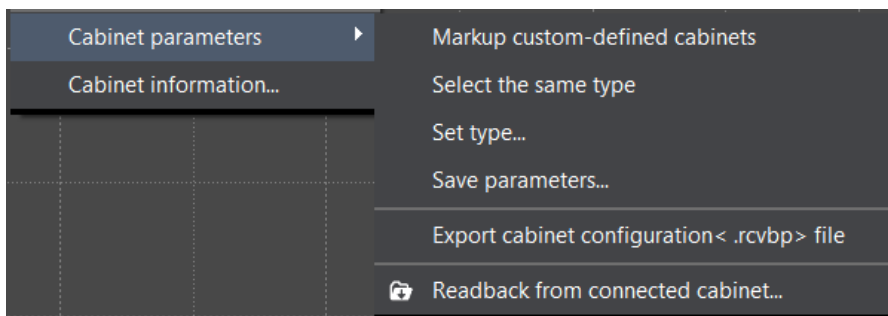 Cabinet parameters
Cabinet information...
Markup custom-defined cabinets
Select the same type
Set type...
Save parameters...
Export cabinet configuration< .rcvbp> file
Readback from connected cabinet...